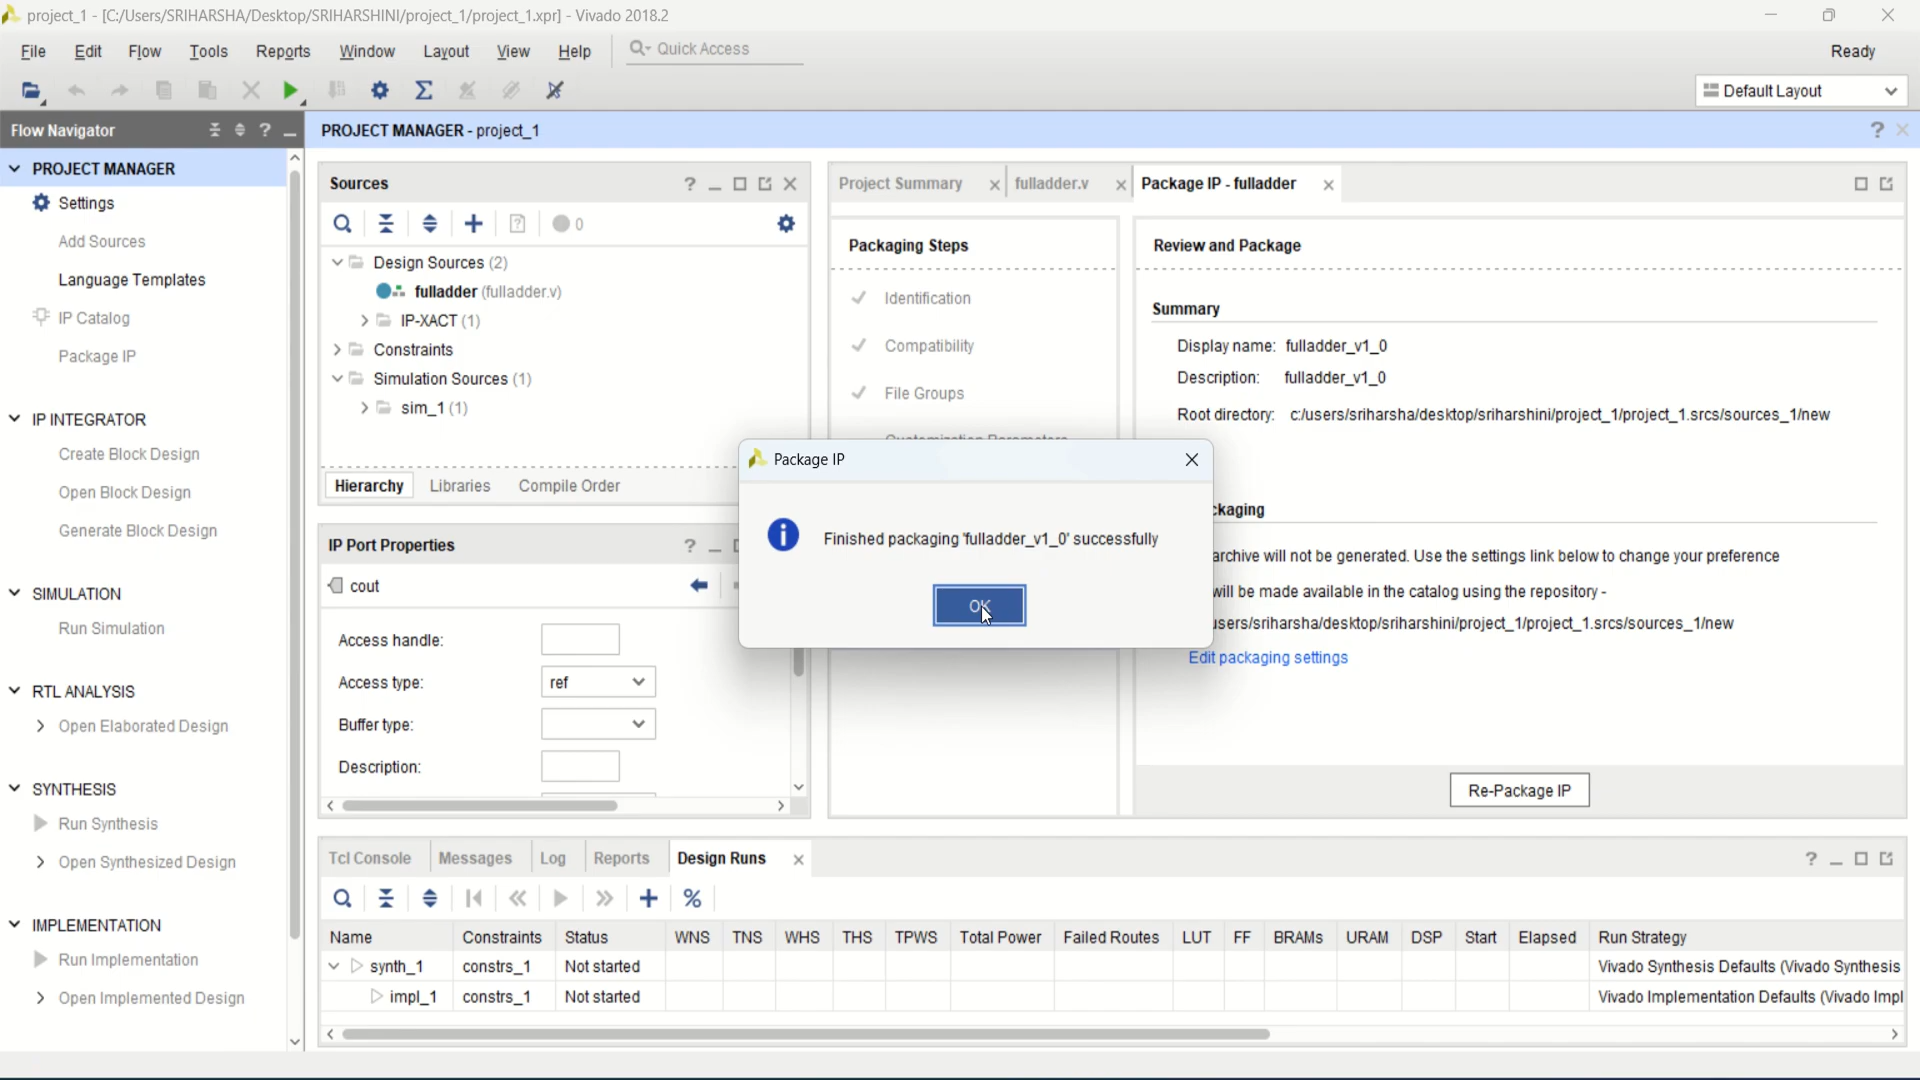 project_1 - [C:/Users/SRIHARSHA/Desktop/SRIHARSHINI/project_1/project_1.xpr] - Vivado 2018.2
File Edit Flow Tools Reports Window Layout View Help Quick Access Ready
Default Layout
Flow Navigator
PROJECT MANAGER - project_1
PROJECT MANAGER
Settings
Add Sources
Language Templates
IP Catalog
Package IP
IP INTEGRATOR
Create Block Design
Open Block Design
Generate Block Design
SIMULATION
Run Simulation
RTL ANALYSIS
Open Elaborated Design
SYNTHESIS
Run Synthesis
Open Synthesized Design
IMPLEMENTATION
Run Implementation
Open Implemented Design
Sources
0
Design Sources (2)
fulladder (fulladder.v)
IP-XACT (1)
Constraints
Simulation Sources (1)
sim_1 (1)
Hierarchy Libraries Compile Order
IP Port Properties
cout
Access handle:
Access type: ref
Buffer type:
Description:
Project Summary fulladder.v Package IP - fulladder
Packaging Steps
Identification
Compatibility
File Groups
Customization Parameters
Review and Package
Summary
Display name: fulladder_v1_0
Description: fulladder_v1_0
Root directory: c:/users/sriharsha/desktop/sriharshini/project_1/project_1.srcs/sources_1/new
ckaging
archive will not be generated. Use the settings link below to change your preference
will be made available in the catalog using the repository -
users/sriharsha/desktop/sriharshini/project_1/project_1.srcs/sources_1/new
Edit packaging settings
Re-Package IP
Package IP
Finished packaging 'fulladder_v1_0' successfully
OK
Tcl Console Messages Log Reports Design Runs
Name Constraints Status WNS TNS WHS THS TPWS Total Power Failed Routes LUT FF BRAMs URAM DSP Start Elapsed Run Strategy
synth_1 constrs_1 Not started Vivado Synthesis Defaults (Vivado Synthesis
impl_1 constrs_1 Not started Vivado Implementation Defaults (Vivado Impl